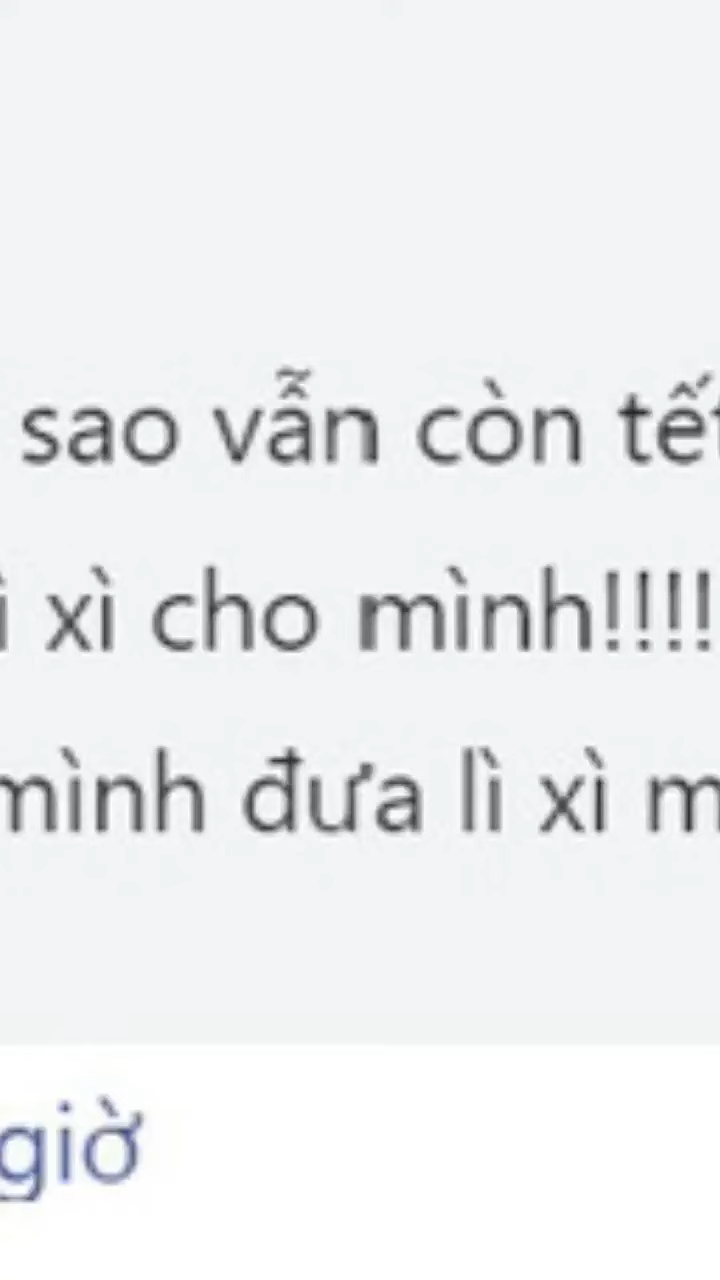 sao vẫn còn tết
ì xì cho mình!!!!
mình đưa lì xì m
giờ